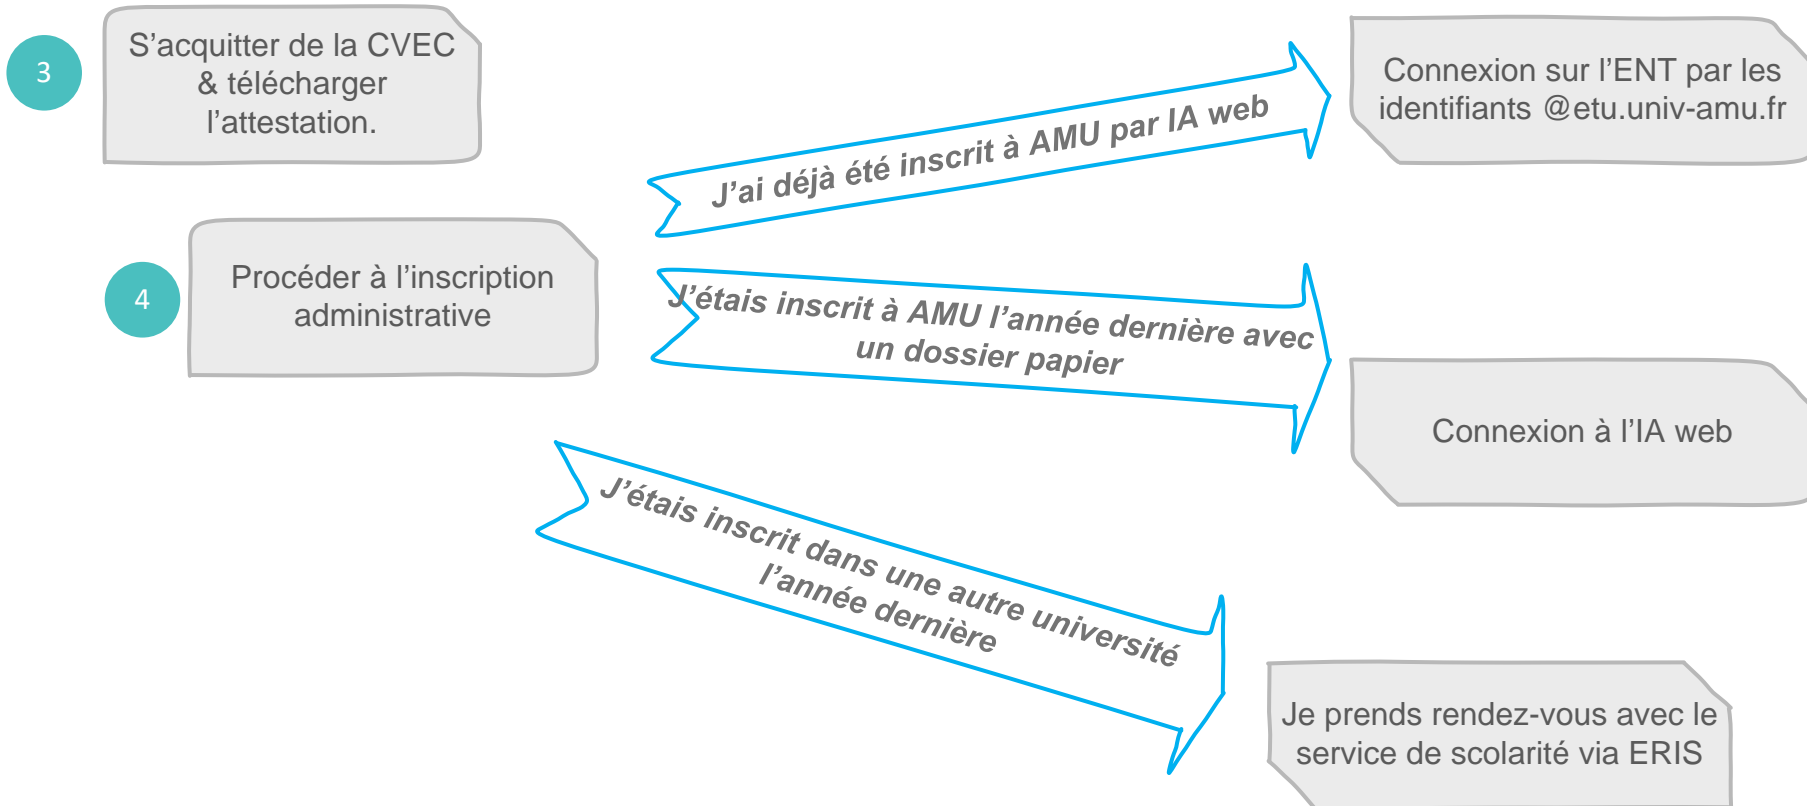 3
S’acquitter de la CVEC
& télécharger
l’attestation.
4
Procéder à l’inscription
administrative
J’ai déjà été inscrit à AMU par IA web
Connexion sur l’ENT par les
identifiants @etu.univ-amu.fr
J’étais inscrit à AMU l’année dernière avec
un dossier papier
Connexion à l’IA web
J’étais inscrit dans une autre université
l’année dernière
Je prends rendez-vous avec le
service de scolarité via ERIS